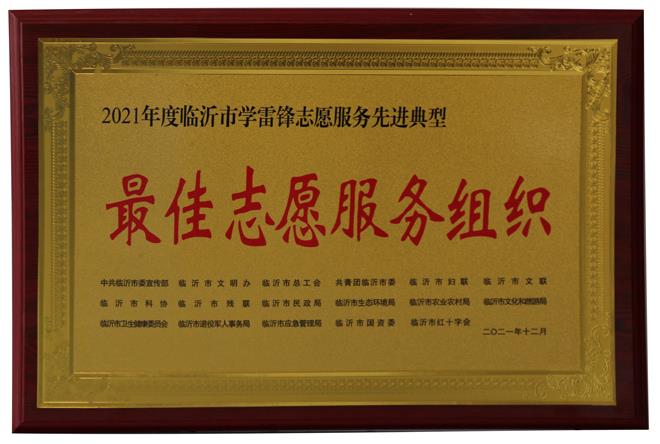 2021年度临沂市学雷锋志愿服务先进典型
最佳志愿服务组织
中共临沂市委宣传部 临沂市文明办 临沂市总工会 共青团临沂市委 临沂市妇联 临沂市文联
临沂市科协 临沂市残联 临沂市民政局 临沂市生态环境局 临沂市农业农村局 临沂市文化和旅游局
临沂市卫生健康委员会 临沂市退役军人事务局 临沂市应急管理局 临沂市国资委 临沂市红十字会
二〇二一年十二月